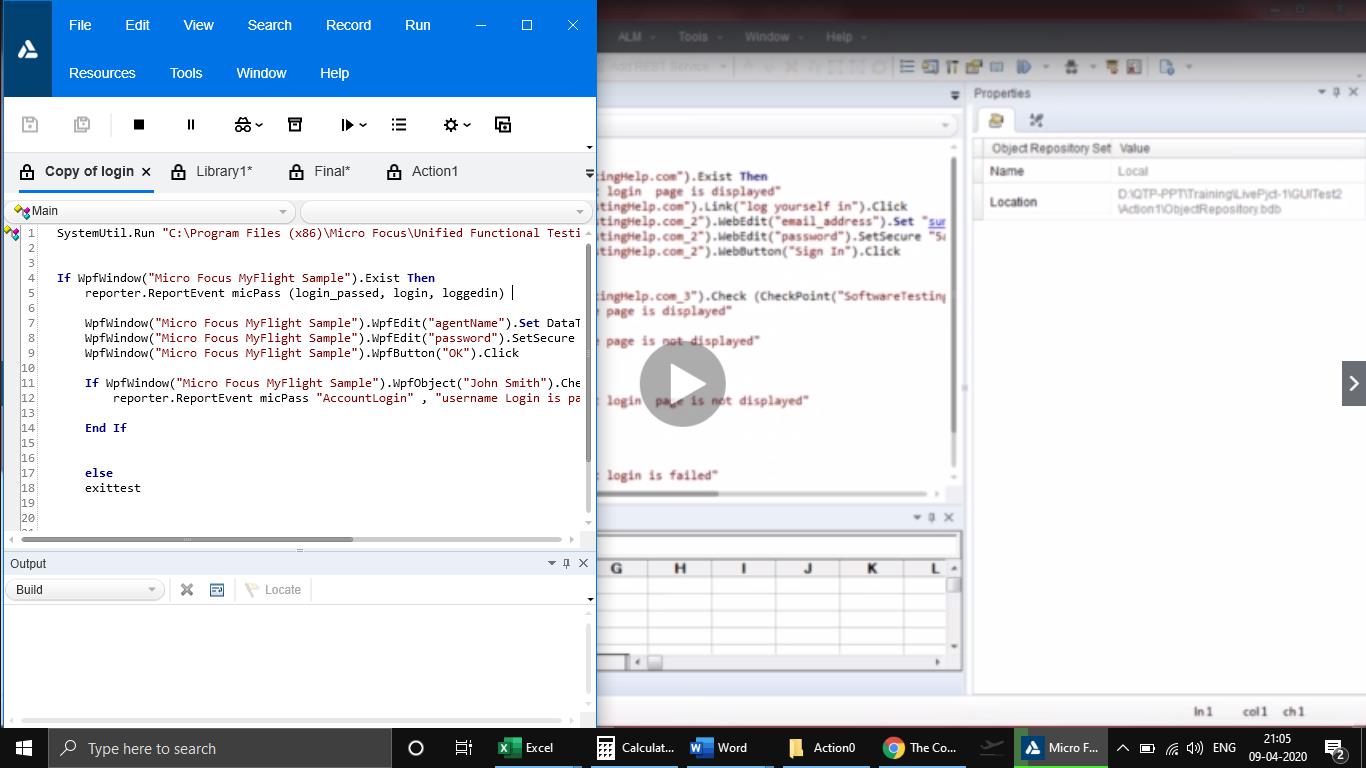 File Edit View Search Record Run
Resources Tools Window Help
Copy of login Library1* Final* Action1
Main
1 SystemUtil.Run "C:\Program Files (x86)\Micro Focus\Unified Functional Testi
2
3
4 If WpfWindow("Micro Focus MyFlight Sample").Exist Then
5 reporter.ReportEvent micPass (login_passed, login, loggedin)
6
7 WpfWindow("Micro Focus MyFlight Sample").WpfEdit("agentName").Set DataT
8 WpfWindow("Micro Focus MyFlight Sample").WpfEdit("password").SetSecure
9 WpfWindow("Micro Focus MyFlight Sample").WpfButton("OK").Click
10
11 If WpfWindow("Micro Focus MyFlight Sample").WpfObject("John Smith").Che
12 reporter.ReportEvent micPass "AccountLogin" , "username Login is pa
13
14 End If
15
16
17 else
18 exittest
19
20
21
Output
Build Locate
ALM Tools Window Help
Add REST Service
tingHelp.com").Exist Then
t login page is displayed"
tingHelp.com").Link("log yourself in").Click
tingHelp.com_2").WebEdit("email_address").Set "sun
tingHelp.com_2").WebEdit("password").SetSecure "5
tingHelp.com_2").WebButton("Sign In").Click
ingHelp.com_3").Check (CheckPoint("SoftwareTesting
e page is displayed"
e page is not displayed"
t login page is not displayed"
t login is failed"
G H I J K L
Properties
Object Repository Set Value
Name Local
Location D:\QTP-PPT\Training\LivePjct-1\GUITest2
\Action1\ObjectRepository.bdb
ln 1 col 1 ch 1
Type here to search Excel Calculat... Word Action0 The Co... Micro F... ENG 21:05
09-04-2020
2